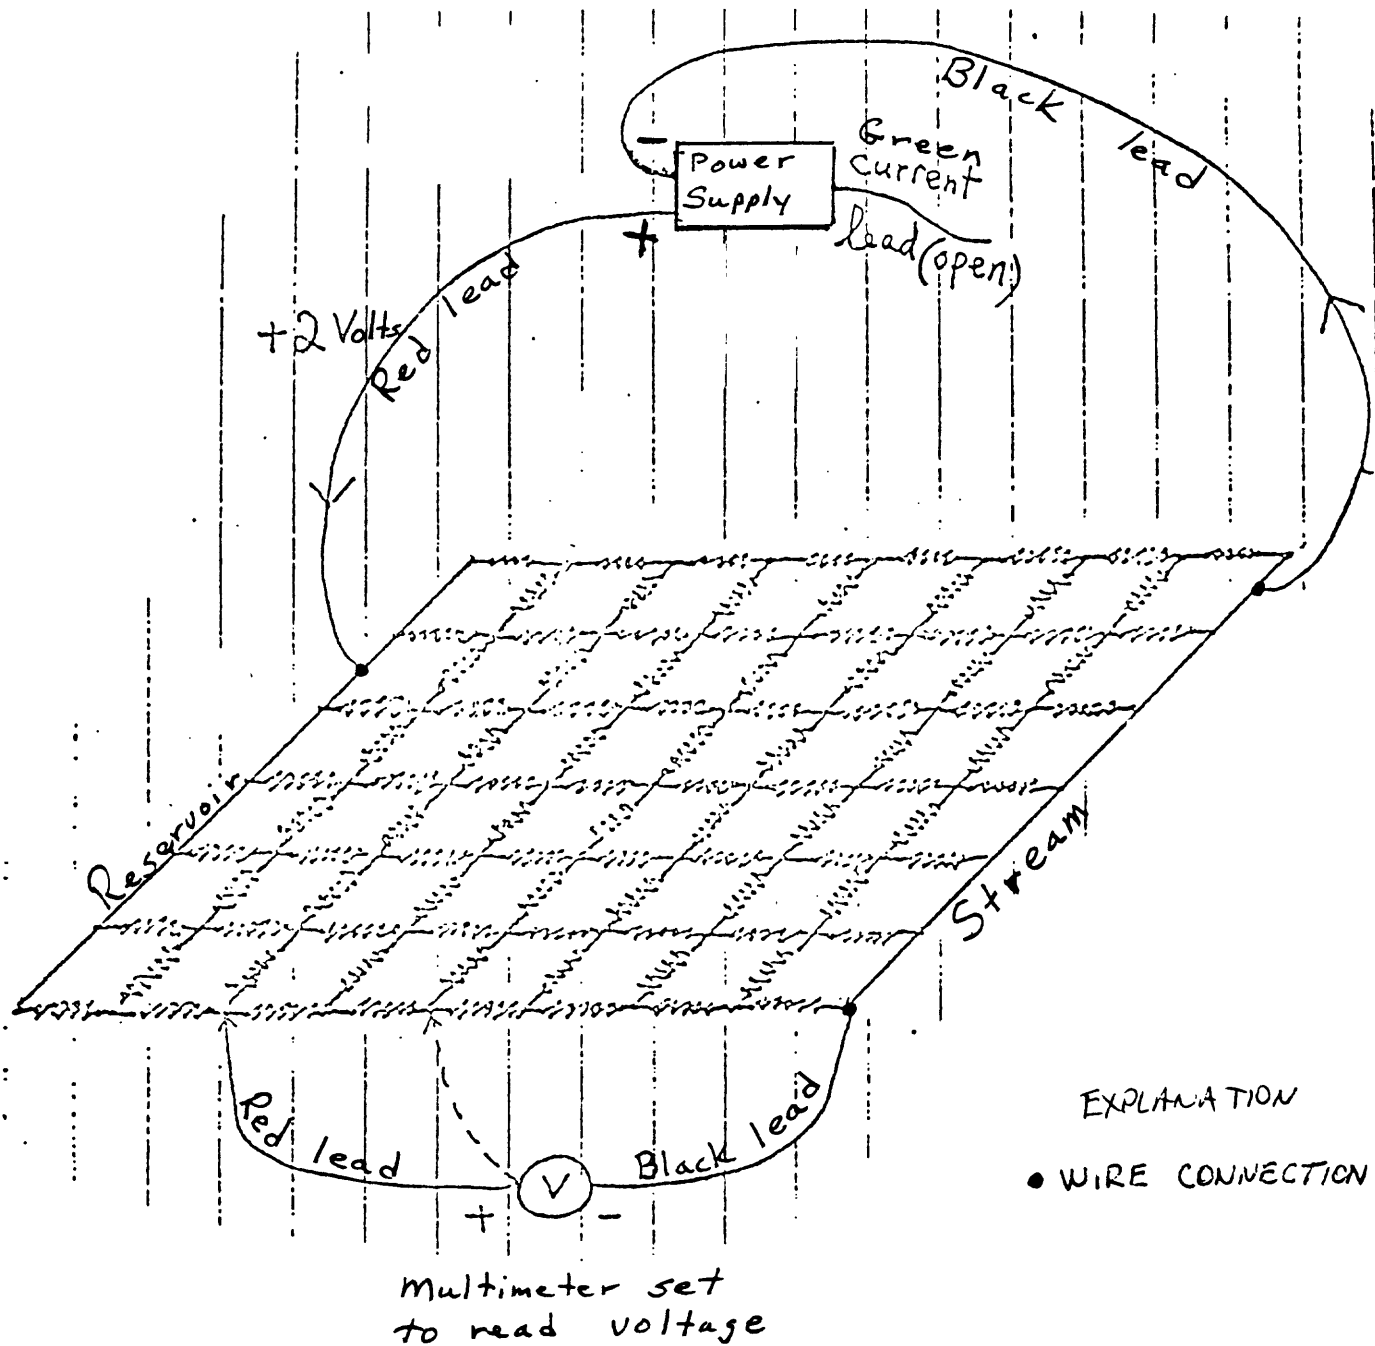 Black lead
-
Power
Supply
Green
current
lead (open)
+
Red lead
+2 Volts
Reservoir
Stream
Red lead
V
Black lead
+ -
EXPLANATION
• WIRE CONNECTION
Multimeter set
to read voltage